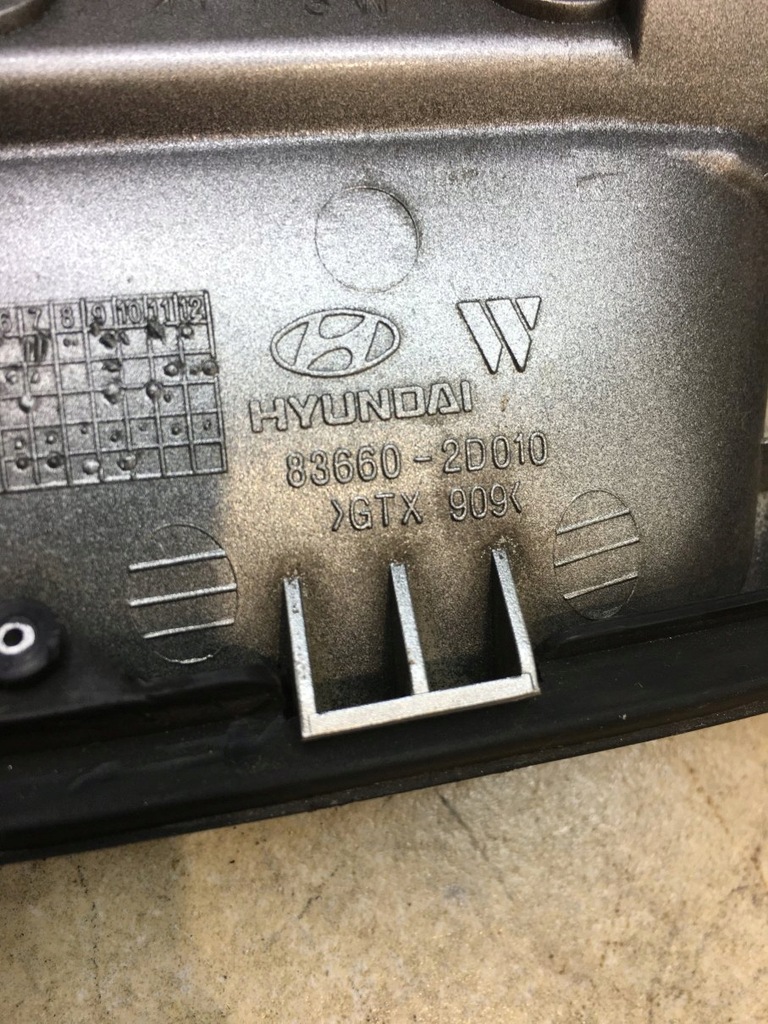 6 7 8 9 10 11 12
W
HYUNDAI
83660-2D010
>GTX 909<